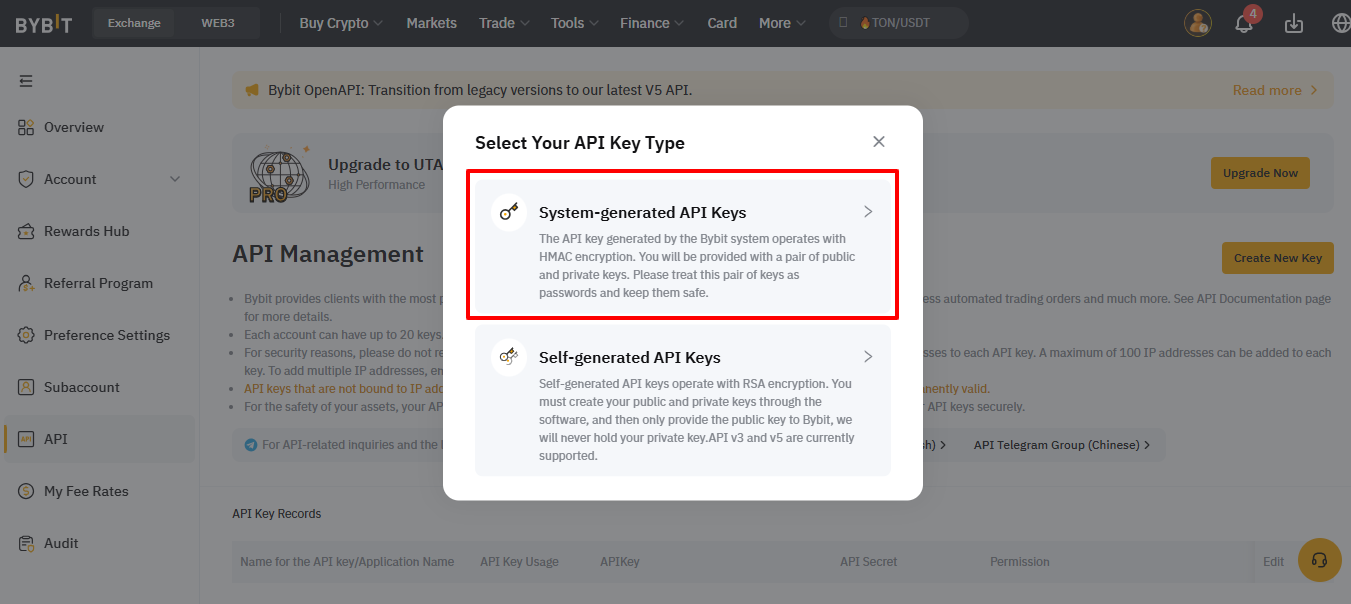 BYBIT
Exchange
WEB3
Buy Crypto
Markets
Trade
Tools
Finance
Card
More
TON/USDT
4
Bybit OpenAPI: Transition from legacy versions to our latest V5 API.
Read more
Overview
Account
Rewards Hub
Referral Program
Preference Settings
Subaccount
API
API
My Fee Rates
Audit
PRO
Upgrade to UTA
High Performance
Upgrade Now
API Management
Create New Key
Bybit provides clients with the most
ess automated trading orders and much more. See API Documentation page
for more details.
Each account can have up to 20 keys.
For security reasons, please do not re
sses to each API key. A maximum of 100 IP addresses can be added to each
key. To add multiple IP addresses, en
API keys that are not bound to IP add
nently valid.
For the safety of your assets, your AP
API keys securely.
For API-related inquiries and the
sh)
API Telegram Group (Chinese)
Select Your API Key Type
System-generated API Keys
The API key generated by the Bybit system operates with
HMAC encryption. You will be provided with a pair of public
and private keys. Please treat this pair of keys as
passwords and keep them safe.
Self-generated API Keys
Self-generated API keys operate with RSA encryption. You
must create your public and private keys through the
software, and then only provide the public key to Bybit, we
will never hold your private key.API v3 and v5 are currently
supported.
API Key Records
Name for the API key/Application Name
API Key Usage
APIKey
API Secret
Permission
Edit